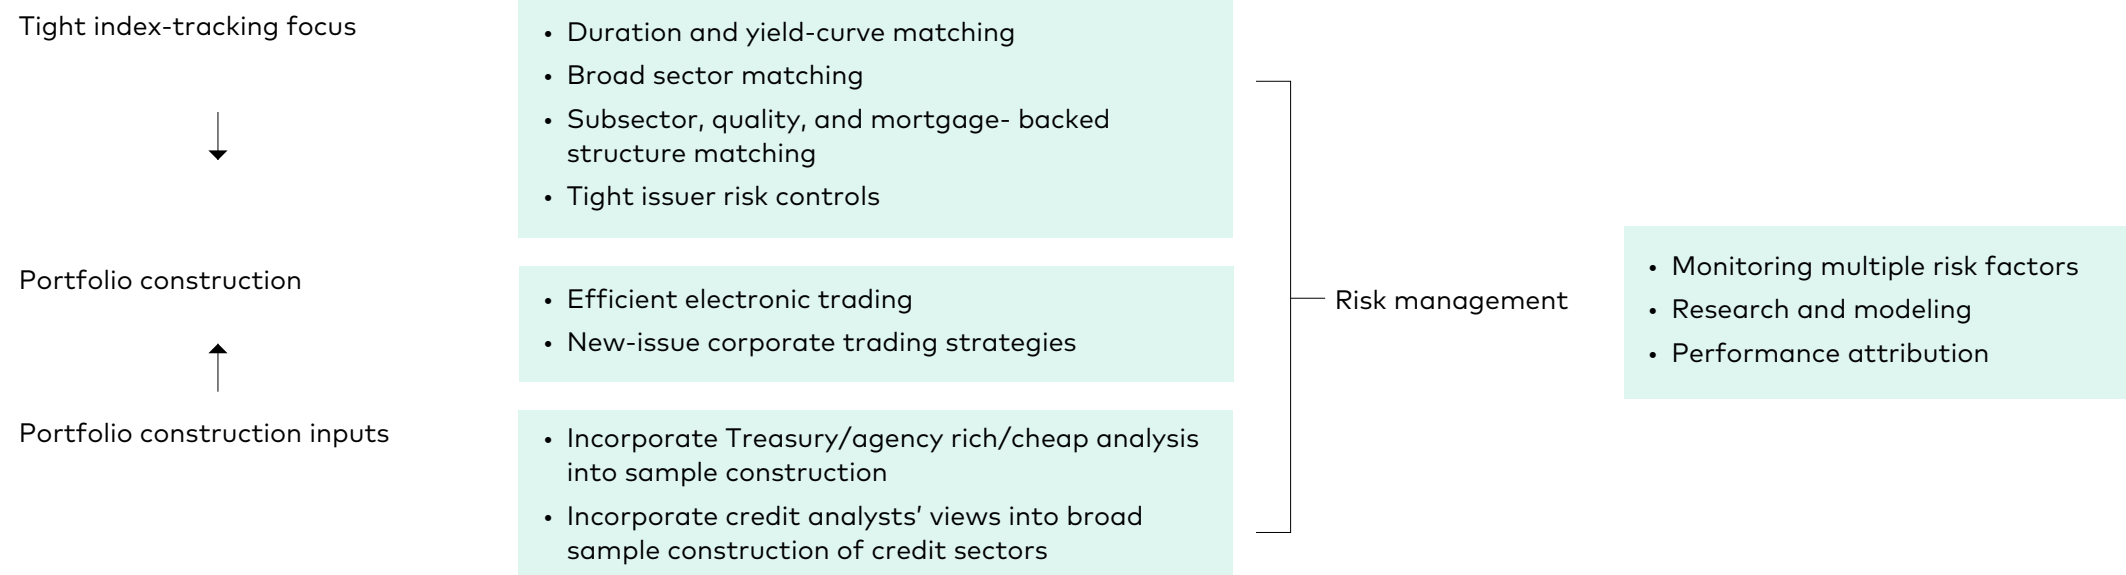 Tight index-tracking focus
• Duration and yield-curve matching
• Broad sector matching
• Subsector, quality, and mortgage- backed
structure matching
• Tight issuer risk controls
Portfolio construction
• Efficient electronic trading
• New-issue corporate trading strategies
Portfolio construction inputs
• Incorporate Treasury/agency rich/cheap analysis
into sample construction
• Incorporate credit analysts’ views into broad
sample construction of credit sectors
Risk management
• Monitoring multiple risk factors
• Research and modeling
• Performance attribution